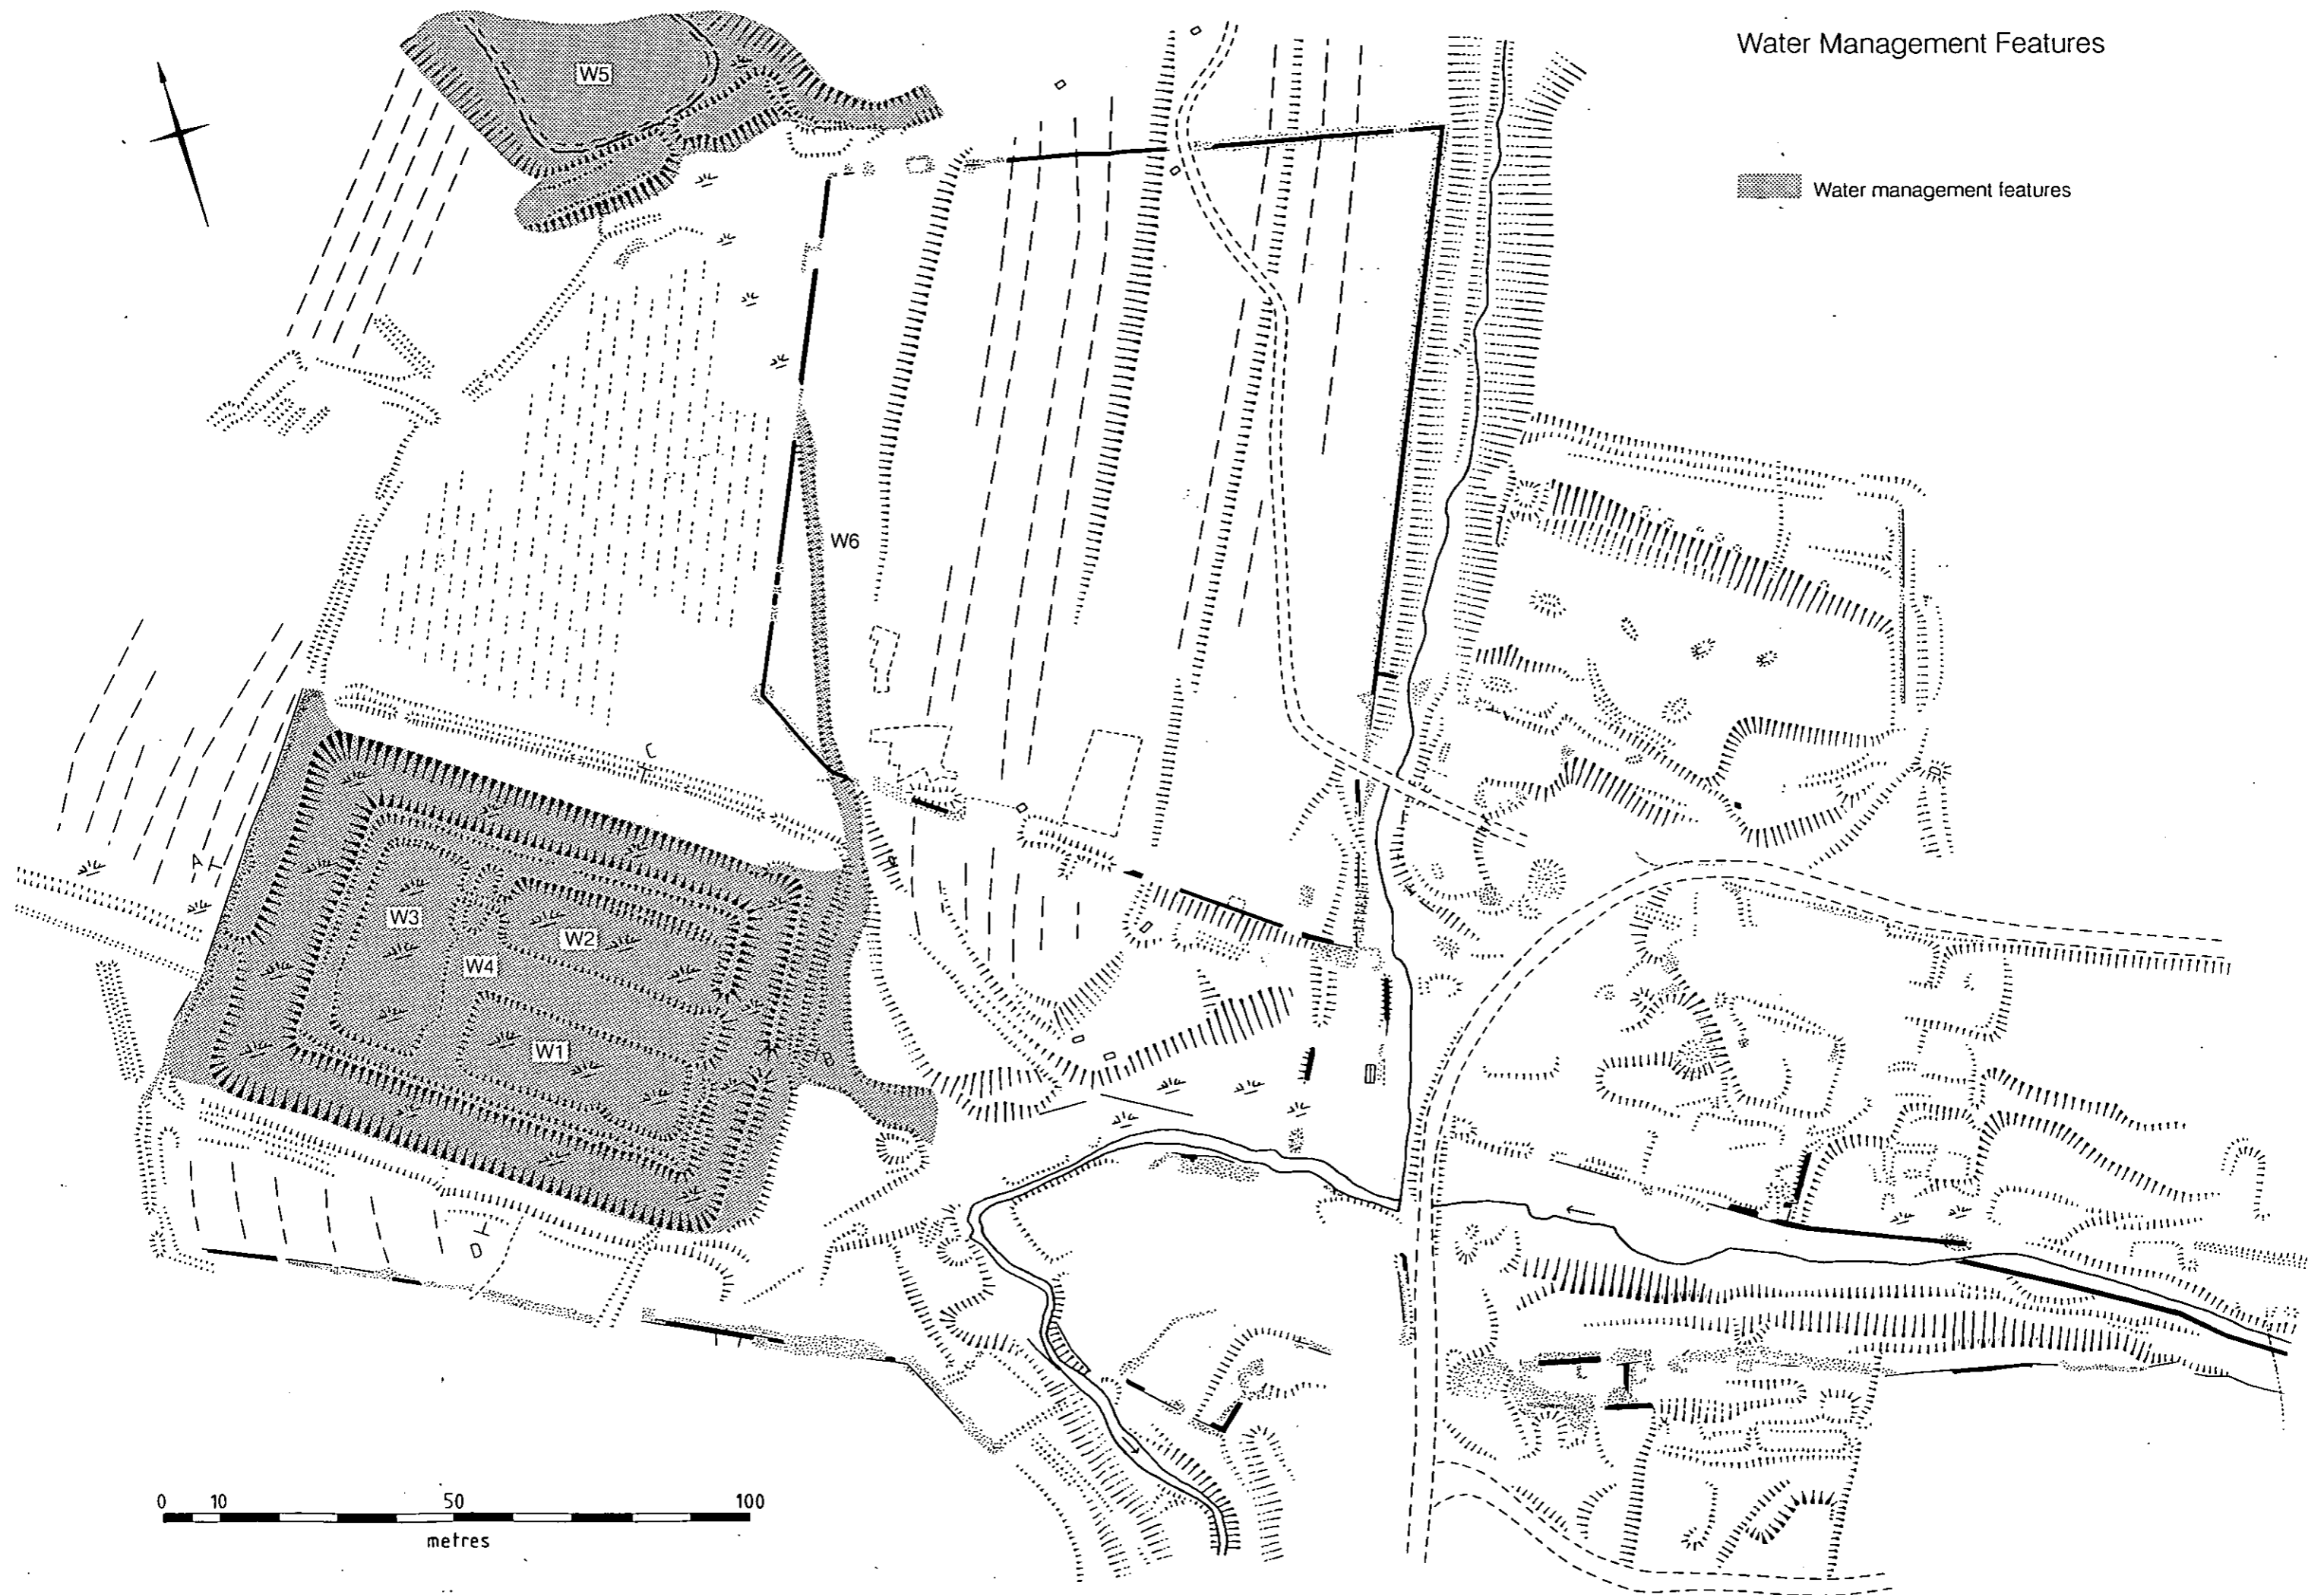 Water Management Features
Water management features
W5
W6
C
A
W3
W2
W4
W1
B
D
0 10 50 100
metres